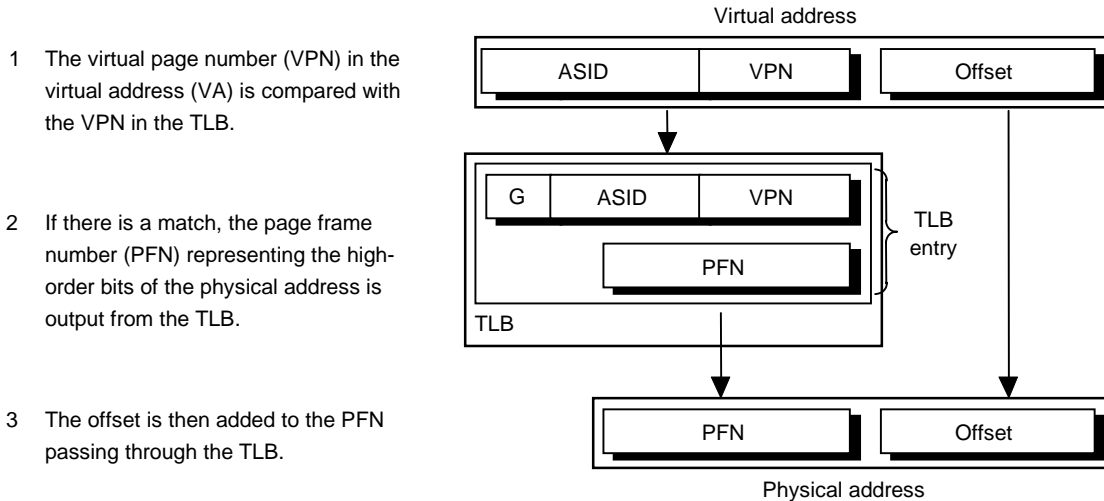 Virtual address
1 The virtual page number (VPN) in the
virtual address (VA) is compared with
the VPN in the TLB.
ASID VPN Offset
G ASID VPN
2 If there is a match, the page frame
number (PFN) representing the high-
order bits of the physical address is
output from the TLB.
TLB
entry
PFN
TLB
3 The offset is then added to the PFN
passing through the TLB.
PFN Offset
Physical address